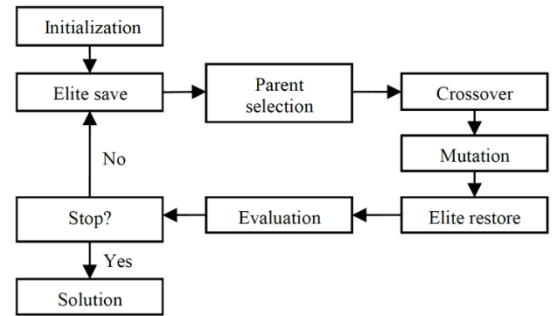 Initialization
Elite save
Parent
selection
Crossover
Mutation
Elite restore
Evaluation
Stop?
No
Yes
Solution